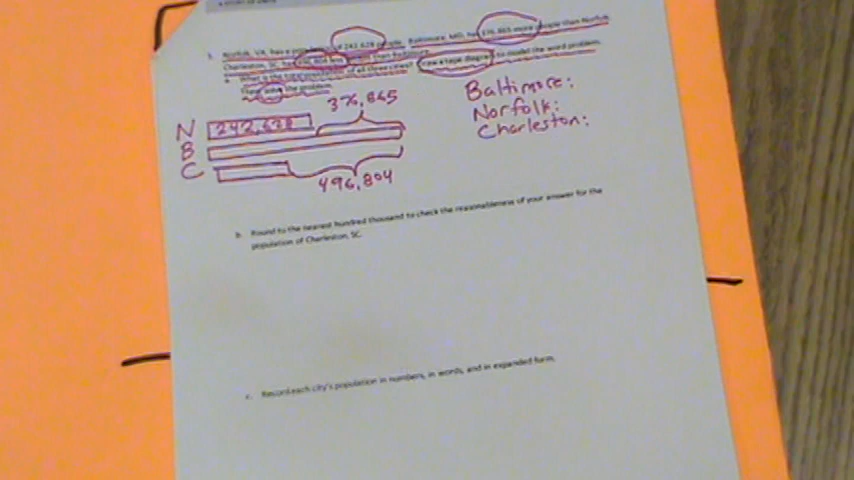 Norfolk, VA, has a population of 242,628 people. Baltimore, MD, has 376,865 more people than Norfolk.
Charleston, SC, has 496,804 less people than Baltimore.
a. What is the total population of all three cities? Draw a tape diagram to model the word problem.
Then solve the problem.
376,865
Baltimore:
Norfolk:
Charleston:
N 242,628
B
C
496,804
b. Round to the nearest hundred thousand to check the reasonableness of your answer for the
population of Charleston, SC.
c. Record each city's population in numbers, in words, and in expanded form.